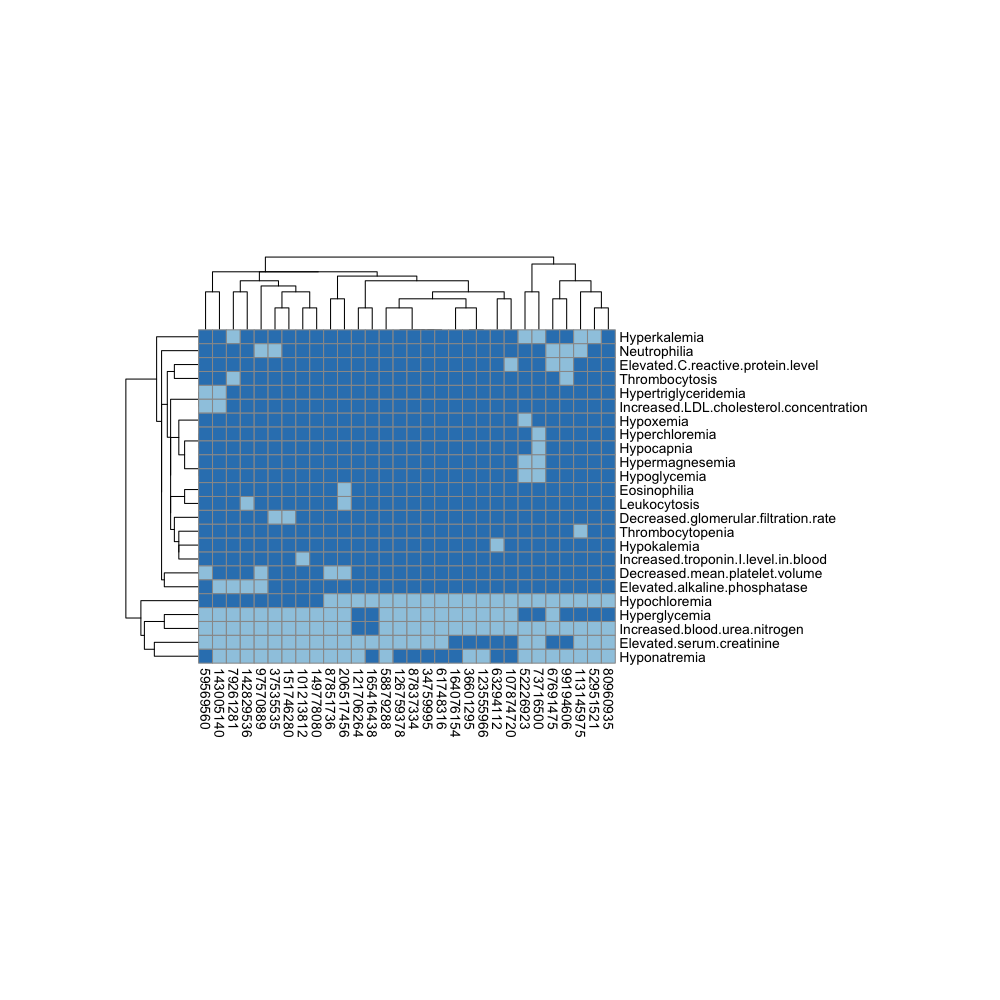 Hyperkalemia
Neutrophilia
Elevated.C.reactive.protein.level
Thrombocytosis
Hypertriglyceridemia
Increased.LDL.cholesterol.concentration
Hypoxemia
Hyperchloremia
Hypocapnia
Hypermagnesemia
Hypoglycemia
Eosinophilia
Leukocytosis
Decreased.glomerular.filtration.rate
Thrombocytopenia
Hypokalemia
Increased.troponin.I.level.in.blood
Decreased.mean.platelet.volume
Elevated.alkaline.phosphatase
Hypochloremia
Hyperglycemia
Increased.blood.urea.nitrogen
Elevated.serum.creatinine
Hyponatremia
59569560
143005140
79261281
142829536
97570889
37535535
151746280
101213812
149778080
87851736
206517456
121706264
165416438
58879288
126759378
87837334
34759995
61748316
164076154
36601295
123555966
63294112
107874720
52226923
73716500
67691475
99194606
113145975
52951521
80960935